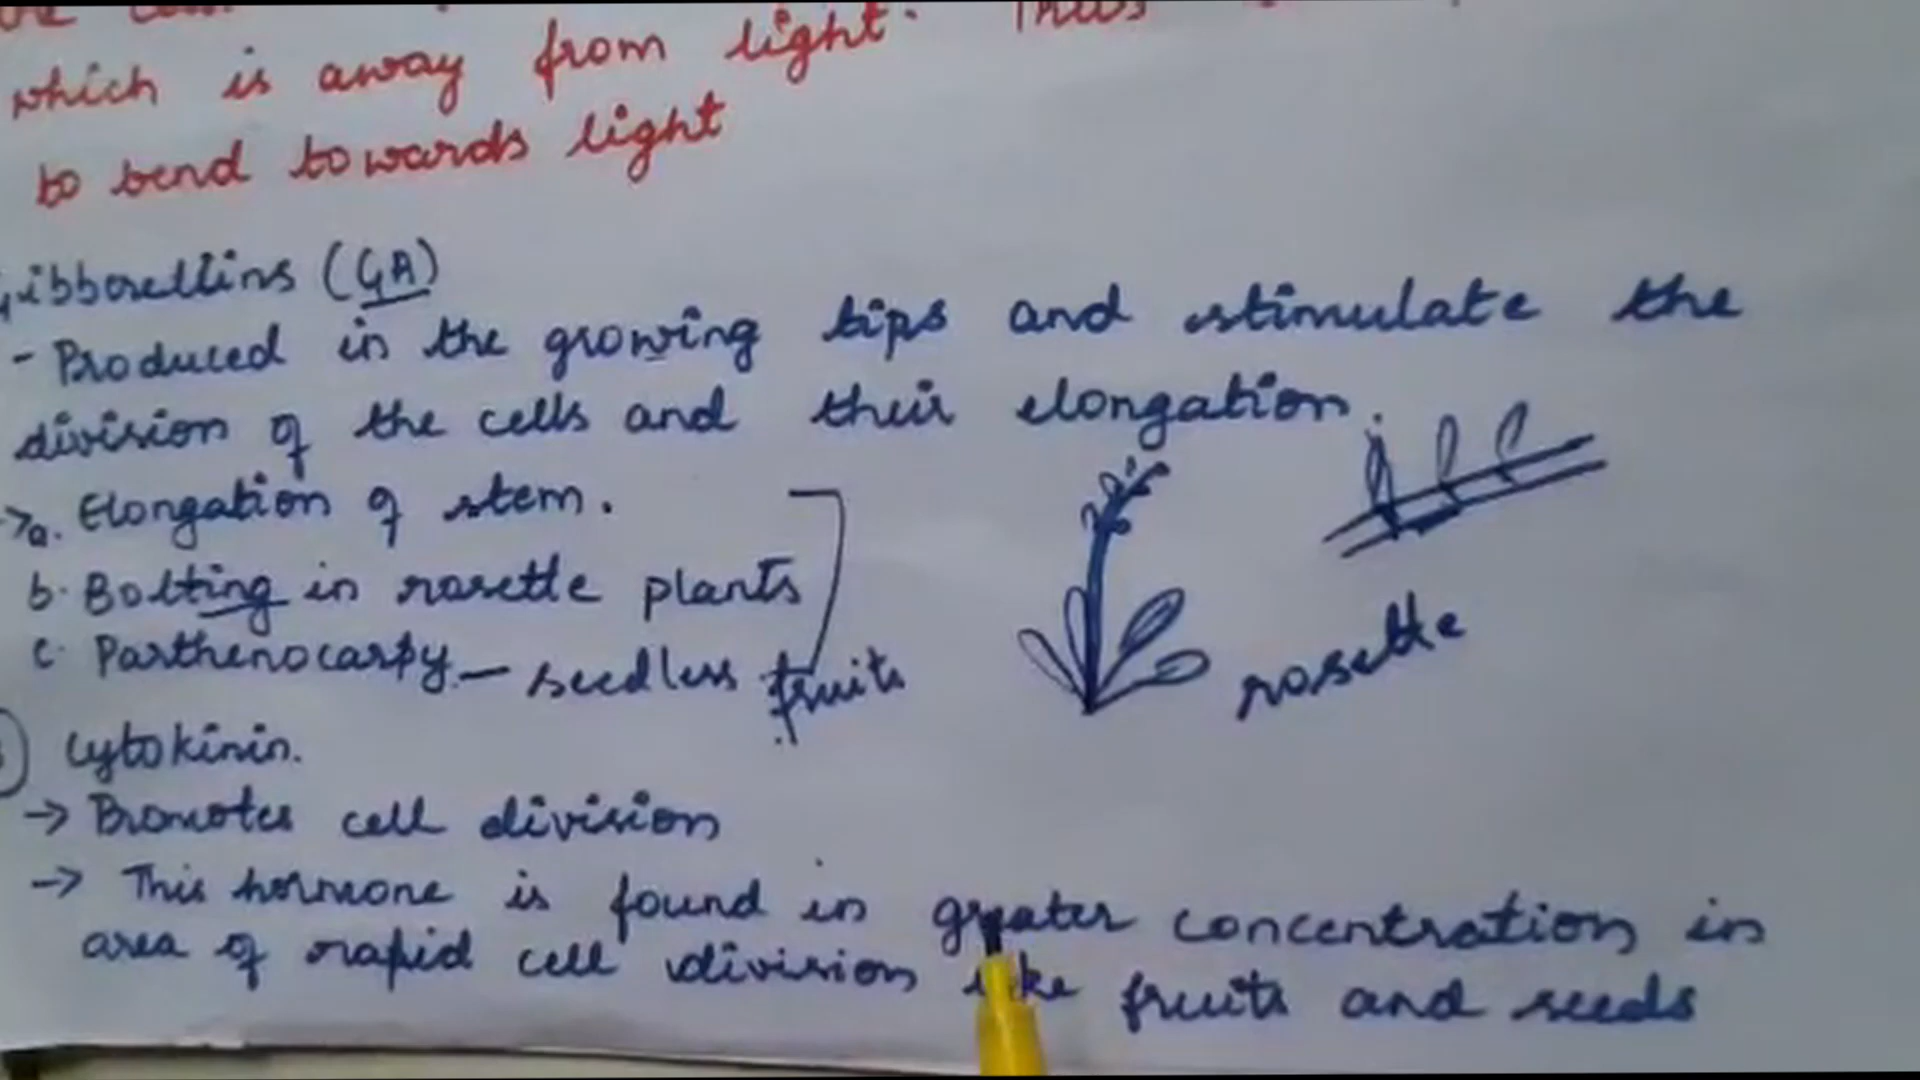 which is away from light. Thus
to bend towards light
Gibberellins (GA)
- Produced in the growing tips and stimulate the
division of the cells and their elongation.
→ a. Elongation of stem.
b. Bolting in rosette plants
c. Parthenocarpy - seedless fruits
rosette
Cytokinin.
→ Promotes cell division
→ This hormone is found in greater concentration in
area of rapid cell division like fruits and seeds